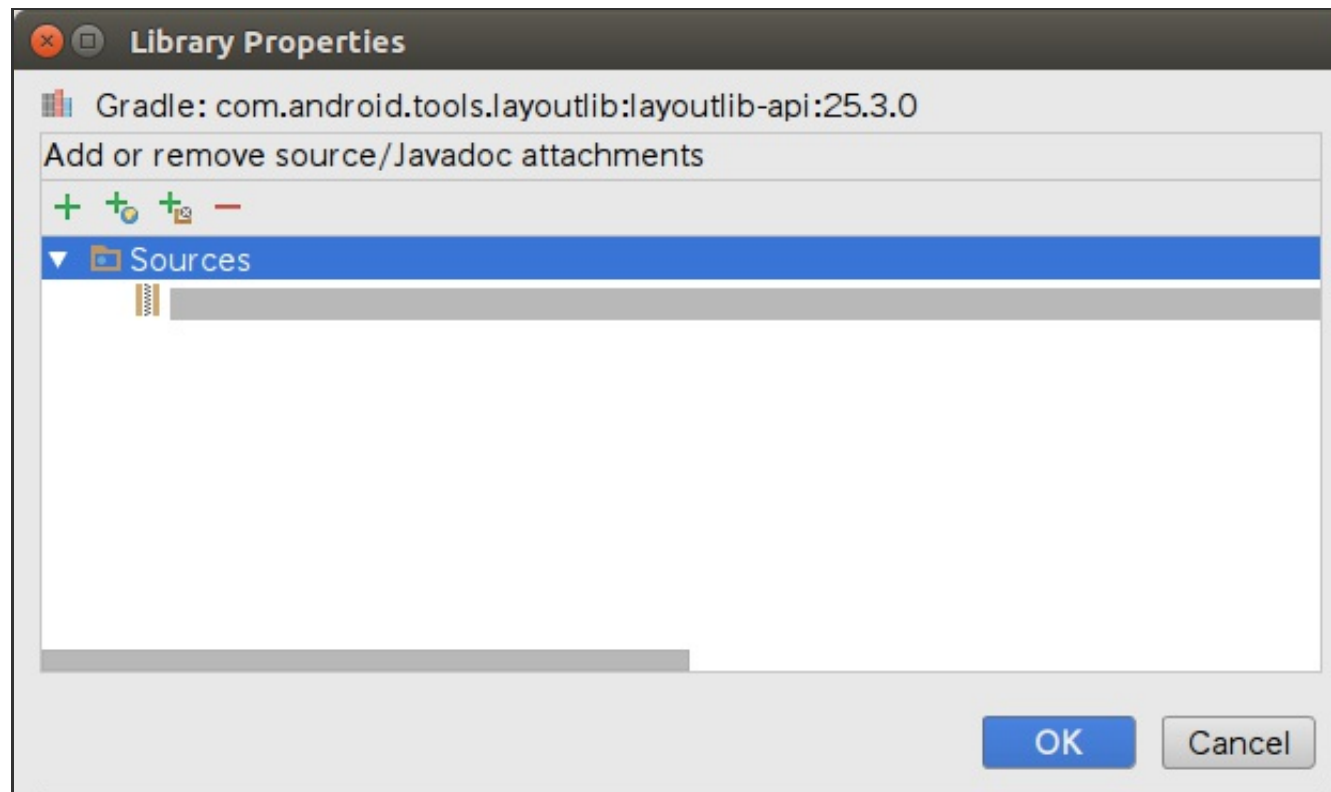 Library Properties
Gradle: com.android.tools.layoutlib:layoutlib-api:25.3.0
Add or remove source/Javadoc attachments
Sources
OK Cancel